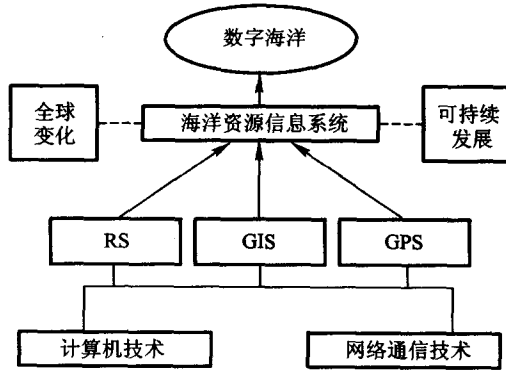 数字海洋
全球
变化
海洋资源信息系统
可持续
发展
RS
GIS
GPS
计算机技术
网络通信技术